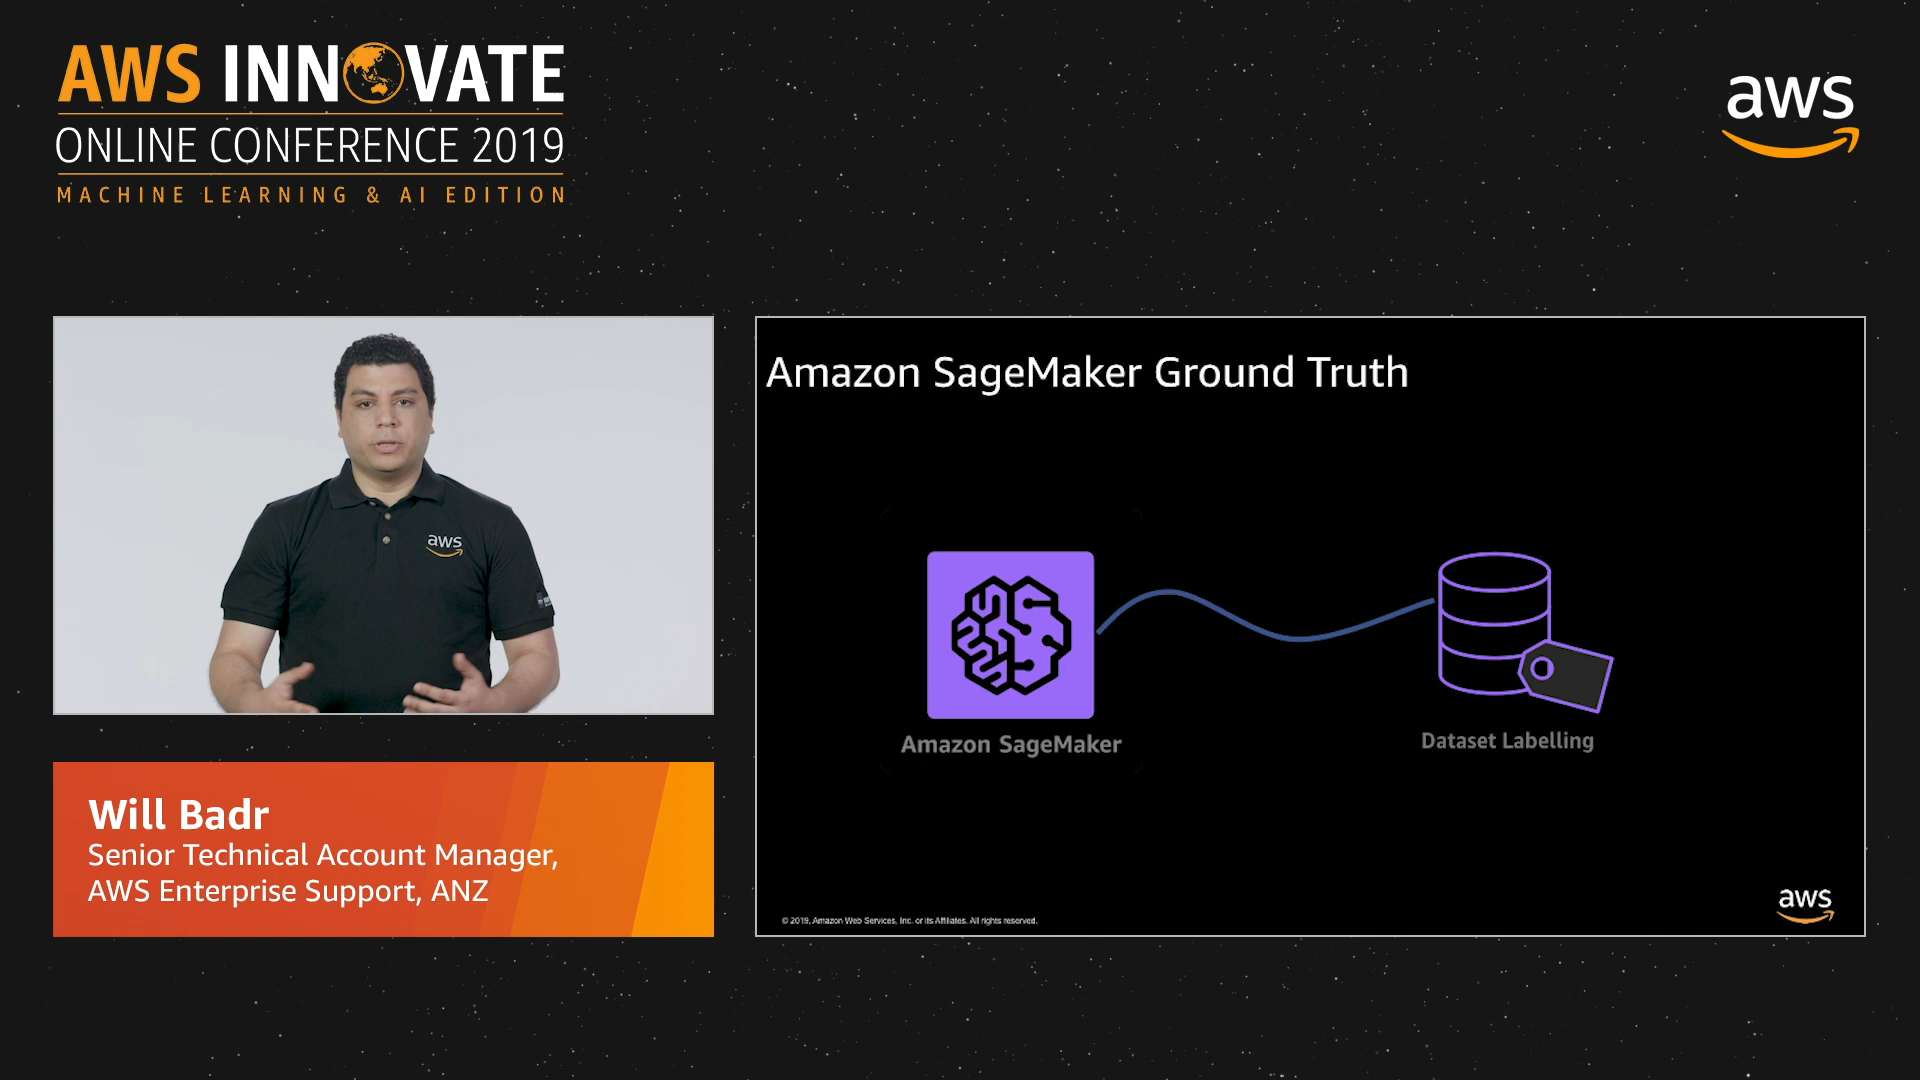 AWS INNOVATE
ONLINE CONFERENCE 2019
MACHINE LEARNING & AI EDITION
aws
aws
Will Badr
Senior Technical Account Manager,
AWS Enterprise Support, ANZ
Amazon SageMaker Ground Truth
Amazon SageMaker
Dataset Labelling
© 2019, Amazon Web Services, Inc. or its Affiliates. All rights reserved.
aws